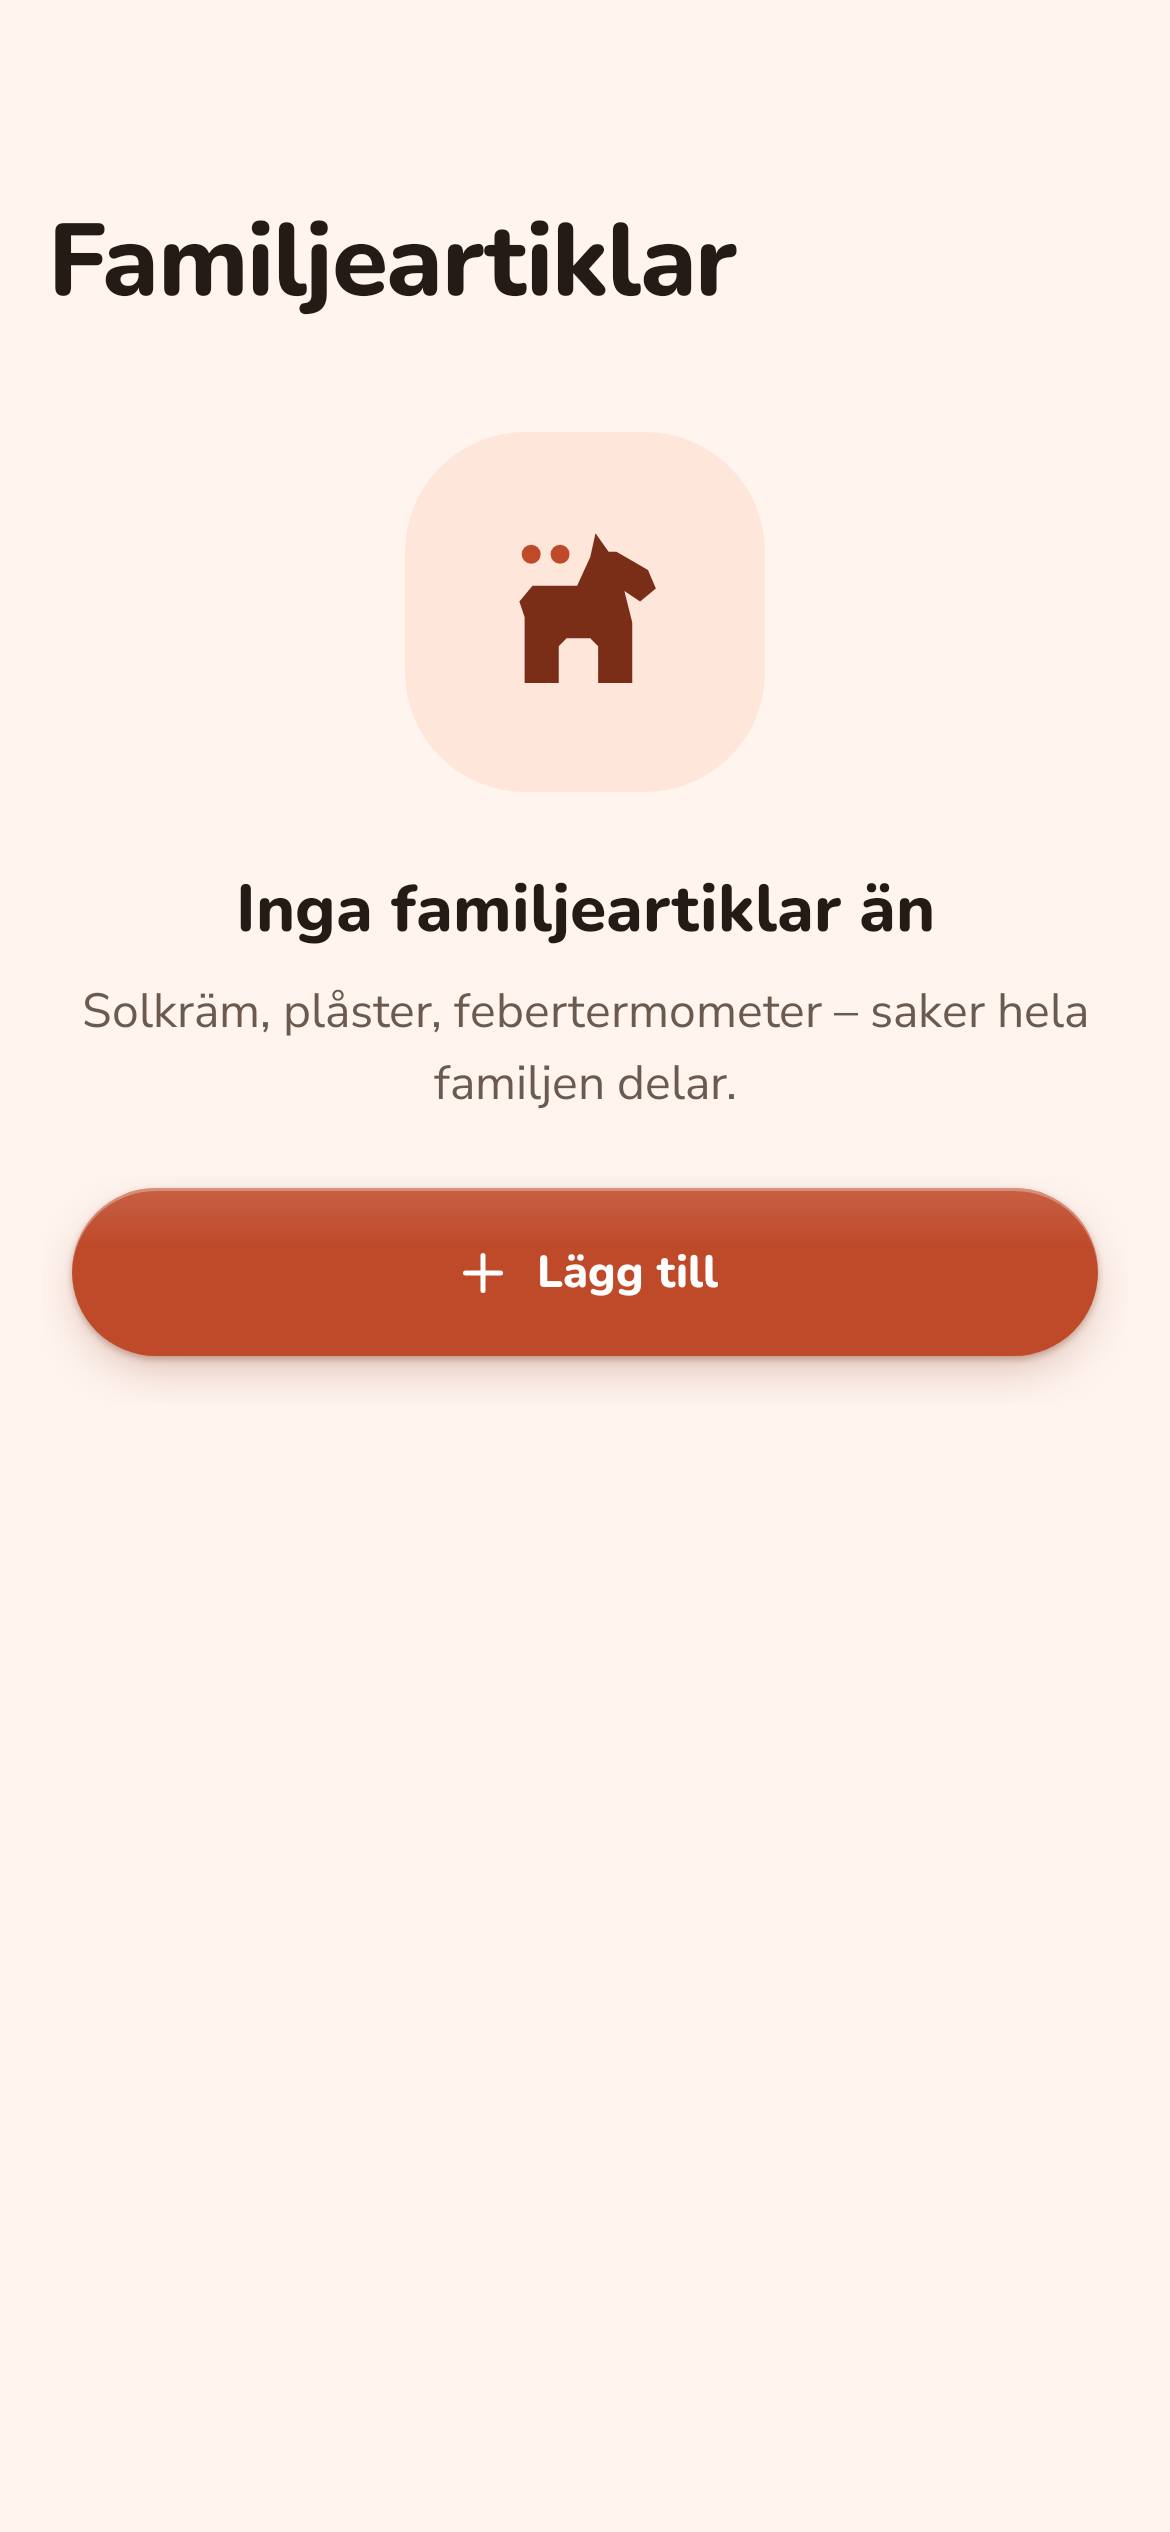 Familjeartiklar
Inga familjeartiklar än
Solkräm, plåster, febertermometer – saker hela
familjen delar.
Lägg till